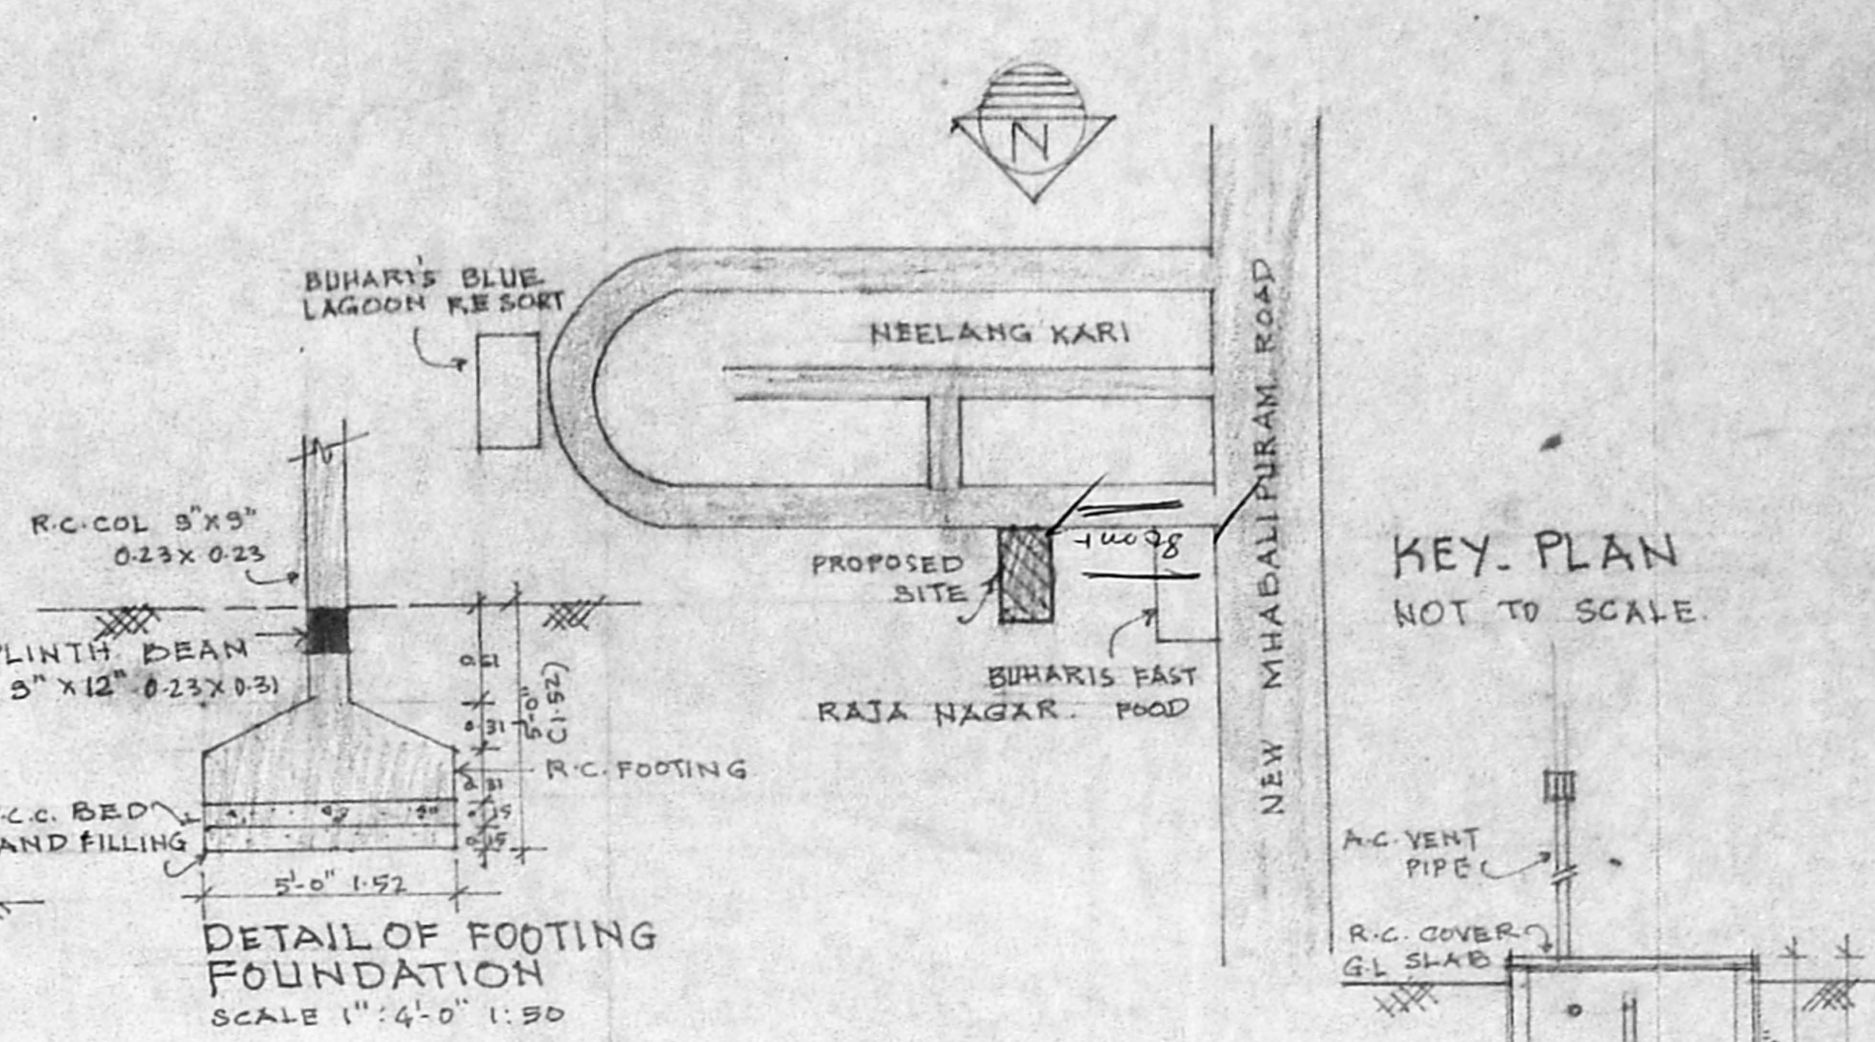 N
BUHARI'S BLUE
LAGOON RESORT
NEELANG KARI
NEW MHABALIPURAM ROAD
PROPOSED
SITE
BUHARIS FAST
FOOD
RAJA NAGAR.
KEY-PLAN
NOT TO SCALE.
R.C.COL 9"X9"
0.23X 0.23
PLINTH BEAM
9"X12" 0.23X0.31
0.61
0.31
0.31
0.15
0.15
5'-0"
(1.52)
R.C.FOOTING
.C.C. BED
AND FILLING
5'-0" 1.52
DETAIL OF FOOTING
FOUNDATION
SCALE 1":4'-0" 1:50
A.C.VENT
PIPE
R.C. COVER
SLAB
G.L